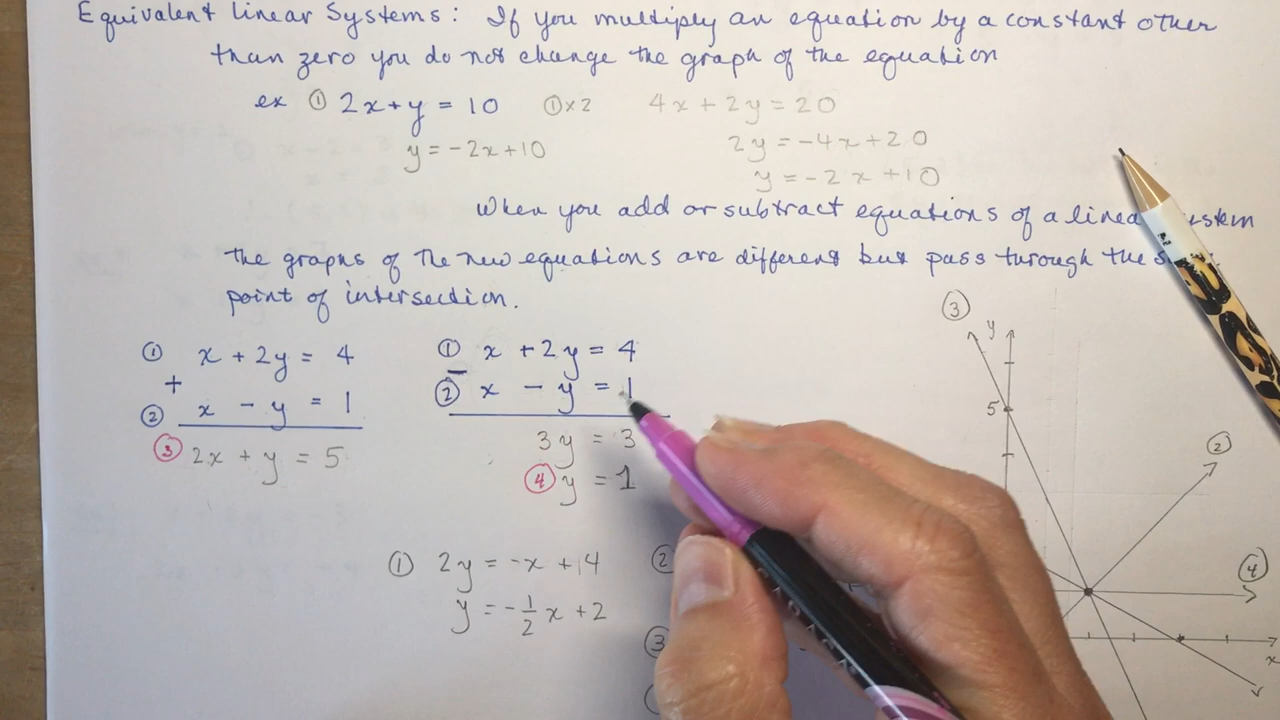 Equivalent Linear Systems: If you multiply an equation by a constant other
than zero you do not change the graph of the equation
ex ① 2x+y = 10 ①×2 4x + 2y = 20
y = -2x+10 2y = -4x+20
y = -2x+10
When you add or subtract equations of a linea
the graphs of the new equations are different but pass through the
point of intersection.
① x + 2y = 4 ① x + 2y = 4
+ −
② x - y = 1 ② x - y = 1
③ 2x + y = 5 3y = 3
④ y = 1
① 2y = -x + 14 ②
y = -1/2 x + 2
③
③ y
5
②
④
x